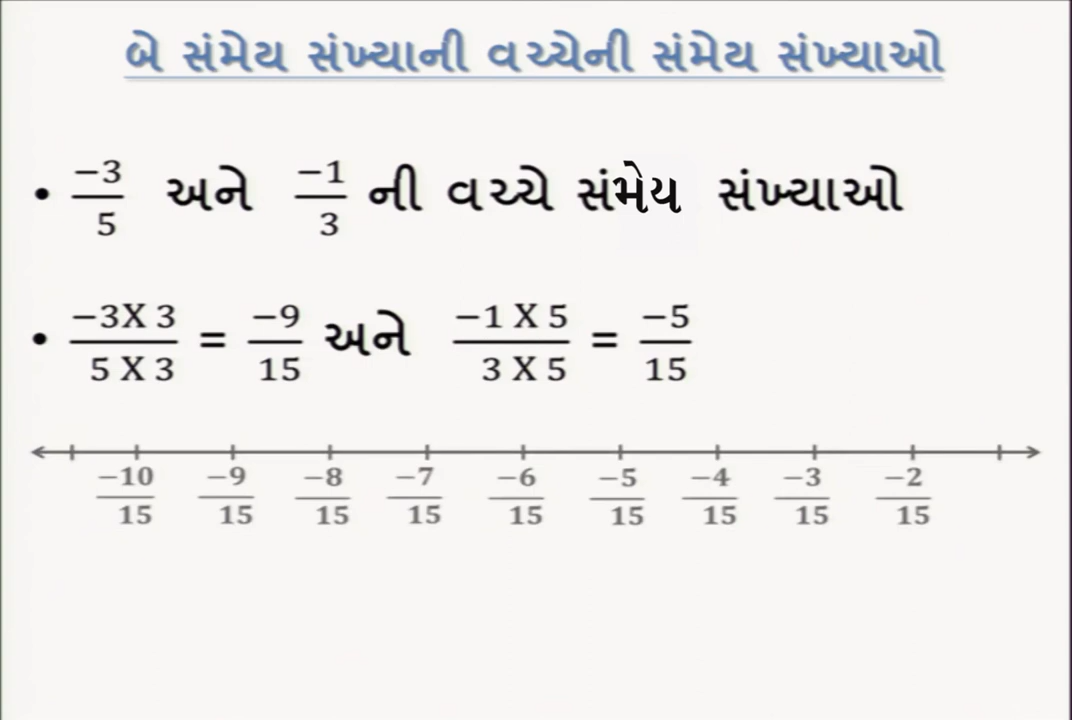 બે સંમેય સંખ્યાની વચ્ચેની સંમેય સંખ્યાઓ
• −3/5 અને −1/3 ની વચ્ચે સંમેય સંખ્યાઓ
• −3X 3/5 X 3 = −9/15 અને −1 X 5/3 X 5 = −5/15
−10/15 −9/15 −8/15 −7/15 −6/15 −5/15 −4/15 −3/15 −2/15